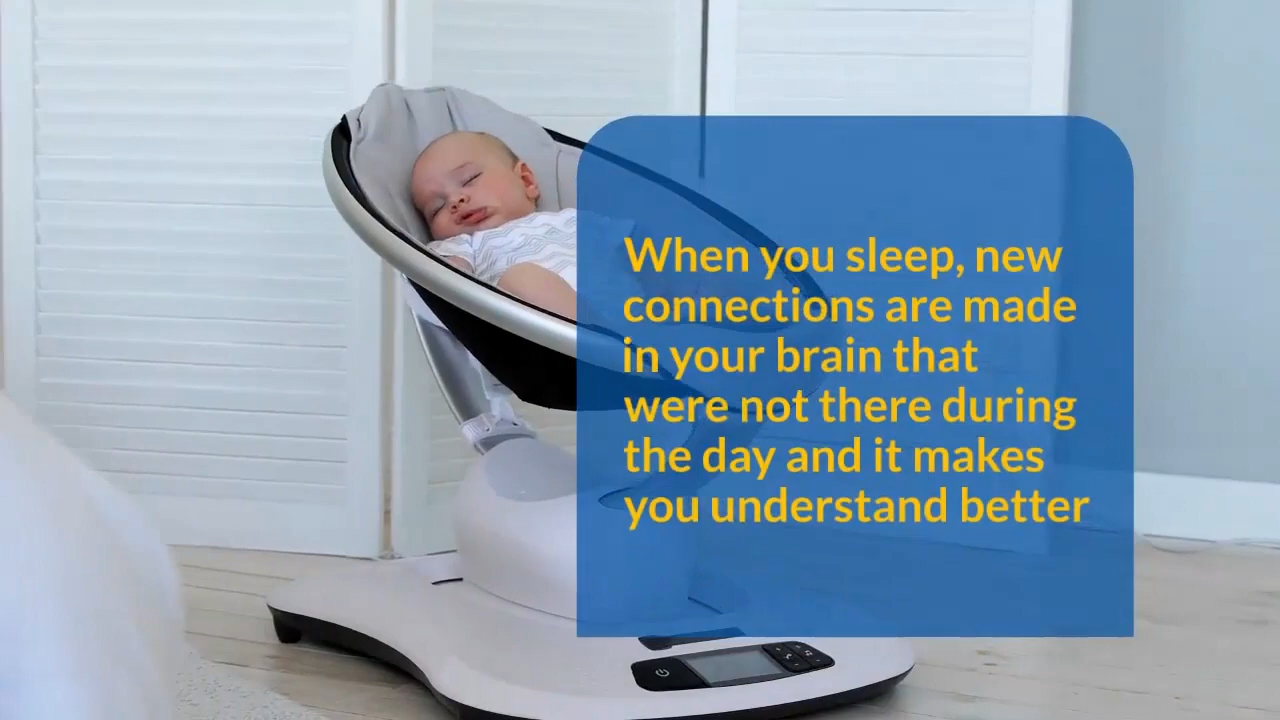 When you sleep, new
connections are made
in your brain that
were not there during
the day and it makes
you understand better